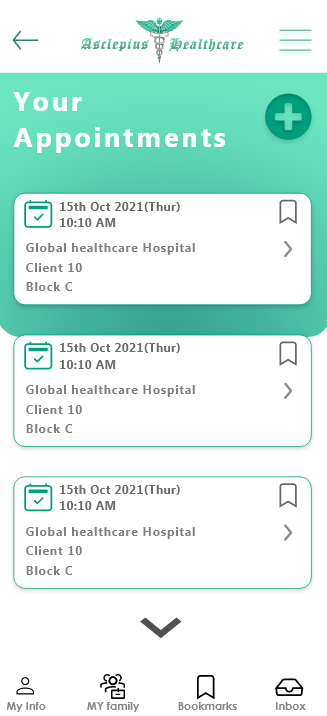 Asclepius Healthcare
Your
Appointments
15th Oct 2021(Thur)
10:10 AM
Global healthcare Hospital
Client 10
Block C
15th Oct 2021(Thur)
10:10 AM
Global healthcare Hospital
Client 10
Block C
15th Oct 2021(Thur)
10:10 AM
Global healthcare Hospital
Client 10
Block C
My Info MY family Bookmarks Inbox